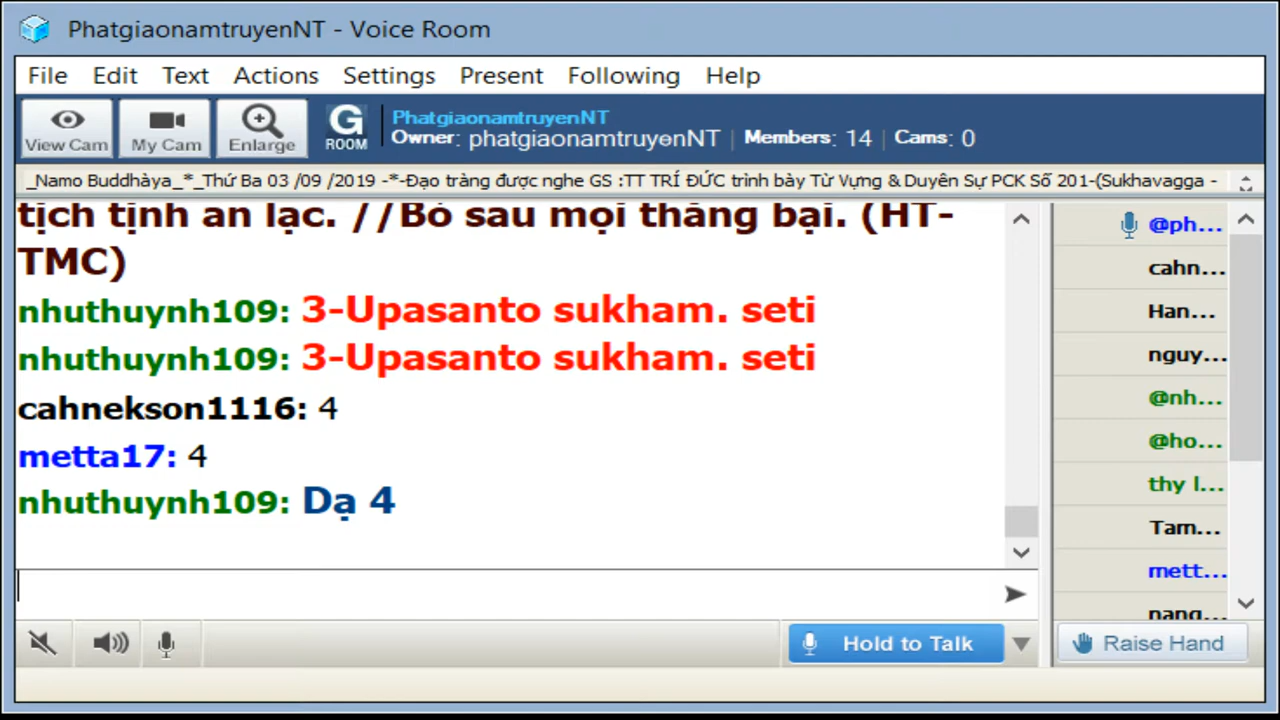 PhatgiaonamtruyenNT - Voice Room
File Edit Text Actions Settings Present Following Help
View Cam My Cam Enlarge G ROOM
PhatgiaonamtruyenNT
Owner: phatgiaonamtruyenNT | Members: 14 | Cams: 0
_Namo Buddhàya_*_Thứ Ba 03 /09 /2019 -*-Đạo tràng được nghe GS :TT TRÍ ĐỨC trình bày Từ Vựng & Duyên Sự PCK Số 201-(Sukhavagga -
tịch tịnh an lạc. //Bỏ sau mọi thắng bại. (HT-
TMC)
nhuthuynh109: 3-Upasanto sukham. seti
nhuthuynh109: 3-Upasanto sukham. seti
cahnekson1116: 4
metta17: 4
nhuthuynh109: Dạ 4
@ph...
cahn...
Han...
nguy...
@nh...
@ho...
thy l...
Tam...
mett...
nang...
Hold to Talk
Raise Hand